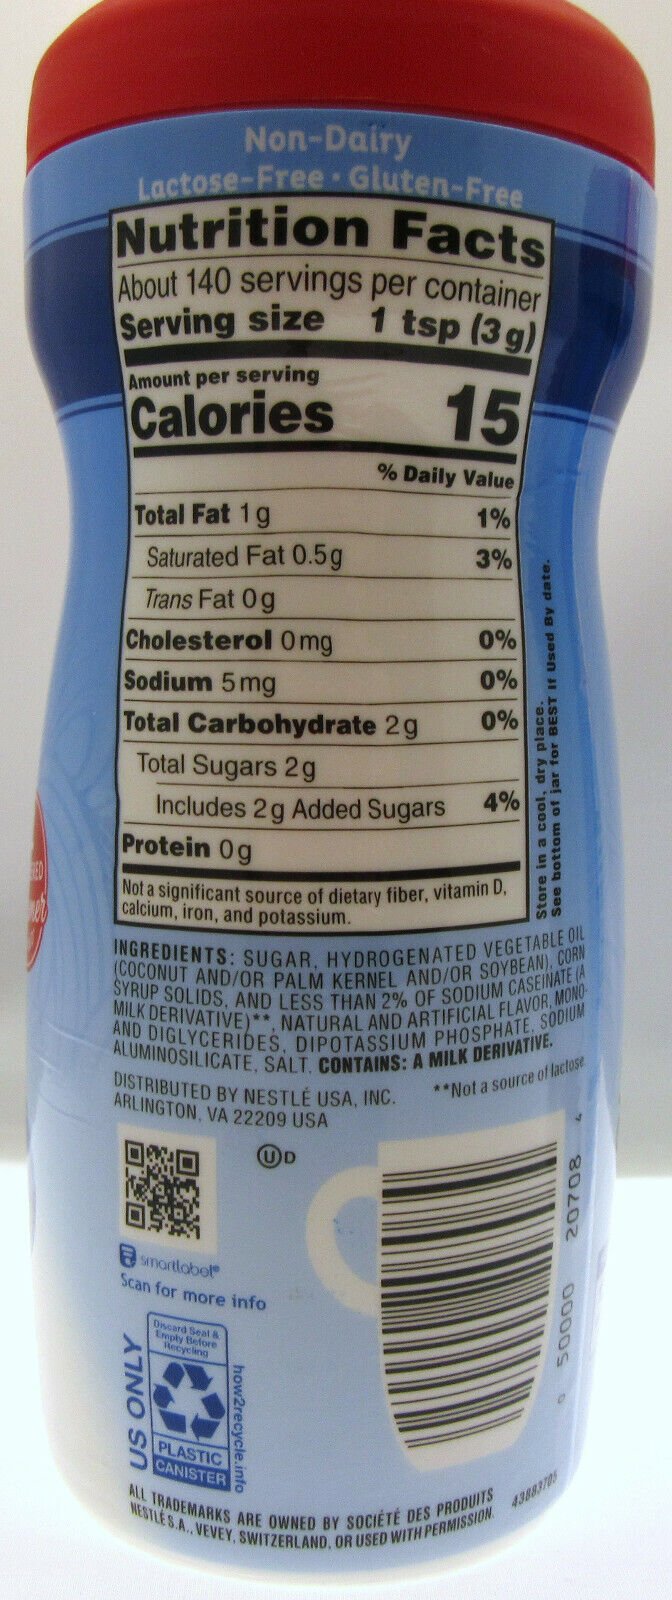 Non-Dairy
Lactose-Free • Gluten-Free
Nutrition Facts
About 140 servings per container
Serving size 1 tsp (3 g)
Amount per serving
Calories 15
% Daily Value
Total Fat 1 g 1%
Saturated Fat 0.5g 3%
Trans Fat 0g
Cholesterol 0mg 0%
Sodium 5mg 0%
Total Carbohydrate 2g 0%
Total Sugars 2g
Includes 2g Added Sugars 4%
Protein 0g
Not a significant source of dietary fiber, vitamin D,
calcium, iron, and potassium.
Store in a cool, dry place.
See bottom of jar for BEST If Used By date.
INGREDIENTS: SUGAR, HYDROGENATED VEGETABLE OIL
(COCONUT AND/OR PALM KERNEL AND/OR SOYBEAN), CORN
SYRUP SOLIDS, AND LESS THAN 2% OF SODIUM CASEINATE (A
MILK DERIVATIVE)**, NATURAL AND ARTIFICIAL FLAVOR, MONO-
AND DIGLYCERIDES, DIPOTASSIUM PHOSPHATE, SODIUM
ALUMINOSILICATE, SALT. CONTAINS: A MILK DERIVATIVE.
**Not a source of lactose
DISTRIBUTED BY NESTLÉ USA, INC.
ARLINGTON, VA 22209 USA
U D
smartlabel®
Scan for more info
US ONLY
Discard Seal &
Empty Before
Recycling
PLASTIC
CANISTER
how2recycle.info
0 50000 20708 4
ALL TRADEMARKS ARE OWNED BY SOCIÉTÉ DES PRODUITS
NESTLÉ S.A., VEVEY, SWITZERLAND, OR USED WITH PERMISSION.
43883705